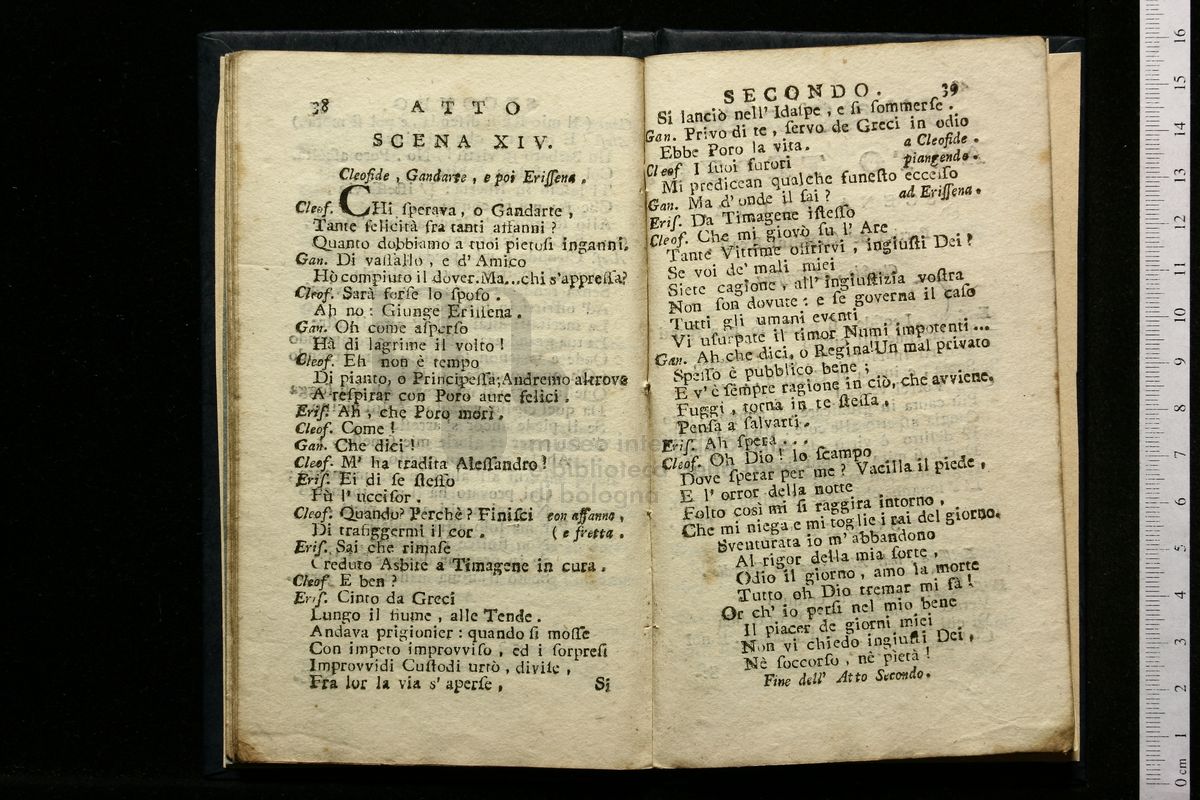 38 ATTO
SCENA XIV.
Cleofide, Gandarte, e poi Erissena.
Cleof. CHi sperava, o Gandarte,
Tante felicità fra tanti affanni?
Quanto dobbiamo a tuoi pietosi inganni.
Gan. Di vassallo, e d' Amico
Hò compiuto il dover. Ma...chi s'appressa?
Cleof. Sarà forse lo sposo.
Ah no: Giunge Erissena.
Gan. Oh come asperso
Hà di lagrime il volto!
Cleof. Eh non è tempo
Di pianto, o Principessa; Andremo altrove
A respirar con Poro aure felici.
Eris. Ah, che Poro morì.
Cleof. Come!
Gan. Che dici!
Cleof. M' ha tradita Alessandro!
Eris. Ei di se stesso
Fù l' uccisor.
Cleof. Quando? Perchè? Finisci con affanno,
Di trafiggermi il cor. (e fretta.
Eris. Sai che rimase
Creduto Asbite a Timagene in cura.
Cleof. E ben?
Eris. Cinto da Greci
Lungo il fiume, alle Tende.
Andava prigionier: quando si mosse
Con impeto improvviso, ed i sorpresi
Improvvidi Custodi urtò, divise,
Fra lor la via s' aperse,
Si
SECONDO. 39
Si lanciò nell' Idaspe, e si sommerse.
Gan. Privo di te, servo de Greci in odio
Ebbe Poro la vita. a Cleofide.
Cleof I suoi furori piangendo.
Mi predicean qualche funesto eccesso
Gan. Ma d' onde il sai? ad Erissena.
Eris. Da Timagene istesso
Cleof. Che mi giovò su l' Are
Tante Vittime offrirvi, ingiusti Dei?
Se voi de' mali miei
Siete cagione, all' ingiustizia vostra
Non son dovute: e se governa il caso
Tutti gli umani eventi
Vi usurpate il timor Numi impotenti...
Gan. Ah che dici, o Regina! Un mal privato
Spesso è pubblico bene;
E v' è sempre ragione in ciò, che avviene.
Fuggi, torna in te stessa.
Pensa a salvarti.
Eris. Ah spera...
Cleof. Oh Dio! lo scampo
Dove sperar per me? Vacilla il piede,
E l' orror della notte
Folto così mi si raggira intorno,
Che mi niega e mi toglie i rai del giorno.
Sventurata io m' abbandono
Al rigor della mia sorte,
Odio il giorno, amo la morte
Tutto oh Dio tremar mi fà!
Or ch' io persi nel mio bene
Il piacer de giorni miei
Non vi chiedo ingiusti Dei,
Nè soccorso, nè pietà!
Fine dell' Atto Secondo.